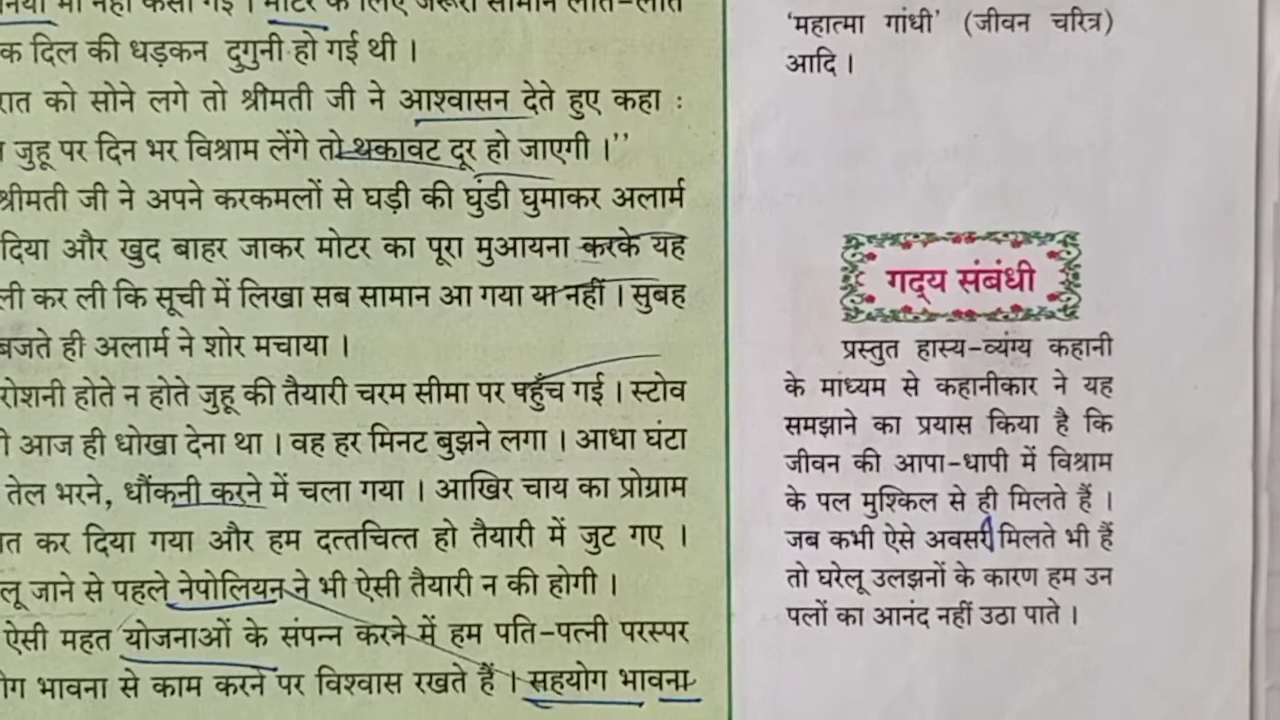 के लिए जरूरी सामान लाते-लाते
दिल की धड़कन दुगुनी हो गई थी ।
रात को सोने लगे तो श्रीमती जी ने आश्वासन देते हुए कहा :
जुहू पर दिन भर विश्राम लेंगे तो थकावट दूर हो जाएगी ।’’
श्रीमती जी ने अपने करकमलों से घड़ी की घुंडी घुमाकर अलार्म
दिया और खुद बाहर जाकर मोटर का पूरा मुआयना करके यह
ली कर ली कि सूची में लिखा सब सामान आ गया या नहीं । सुबह
बजते ही अलार्म ने शोर मचाया ।
रोशनी होते न होते जुहू की तैयारी चरम सीमा पर पहुँच गई । स्टोव
आज ही धोखा देना था । वह हर मिनट बुझने लगा । आधा घंटा
तेल भरने, धौंकनी करने में चला गया । आखिर चाय का प्रोग्राम
कर दिया गया और हम दत्तचित्त हो तैयारी में जुट गए ।
लू जाने से पहले नेपोलियन ने भी ऐसी तैयारी न की होगी ।
ऐसी महत योजनाओं के संपन्न करने में हम पति-पत्नी परस्पर
भावना से काम करने पर विश्वास रखते हैं । सहयोग भावना
‘महात्मा गांधी’ (जीवन चरित्र)
आदि ।
गद्य संबंधी
प्रस्तुत हास्य-व्यंग्य कहानी
के माध्यम से कहानीकार ने यह
समझाने का प्रयास किया है कि
जीवन की आपा-धापी में विश्राम
के पल मुश्किल से ही मिलते हैं ।
जब कभी ऐसे अवसर मिलते भी हैं
तो घरेलू उलझनों के कारण हम उन
पलों का आनंद नहीं उठा पाते ।